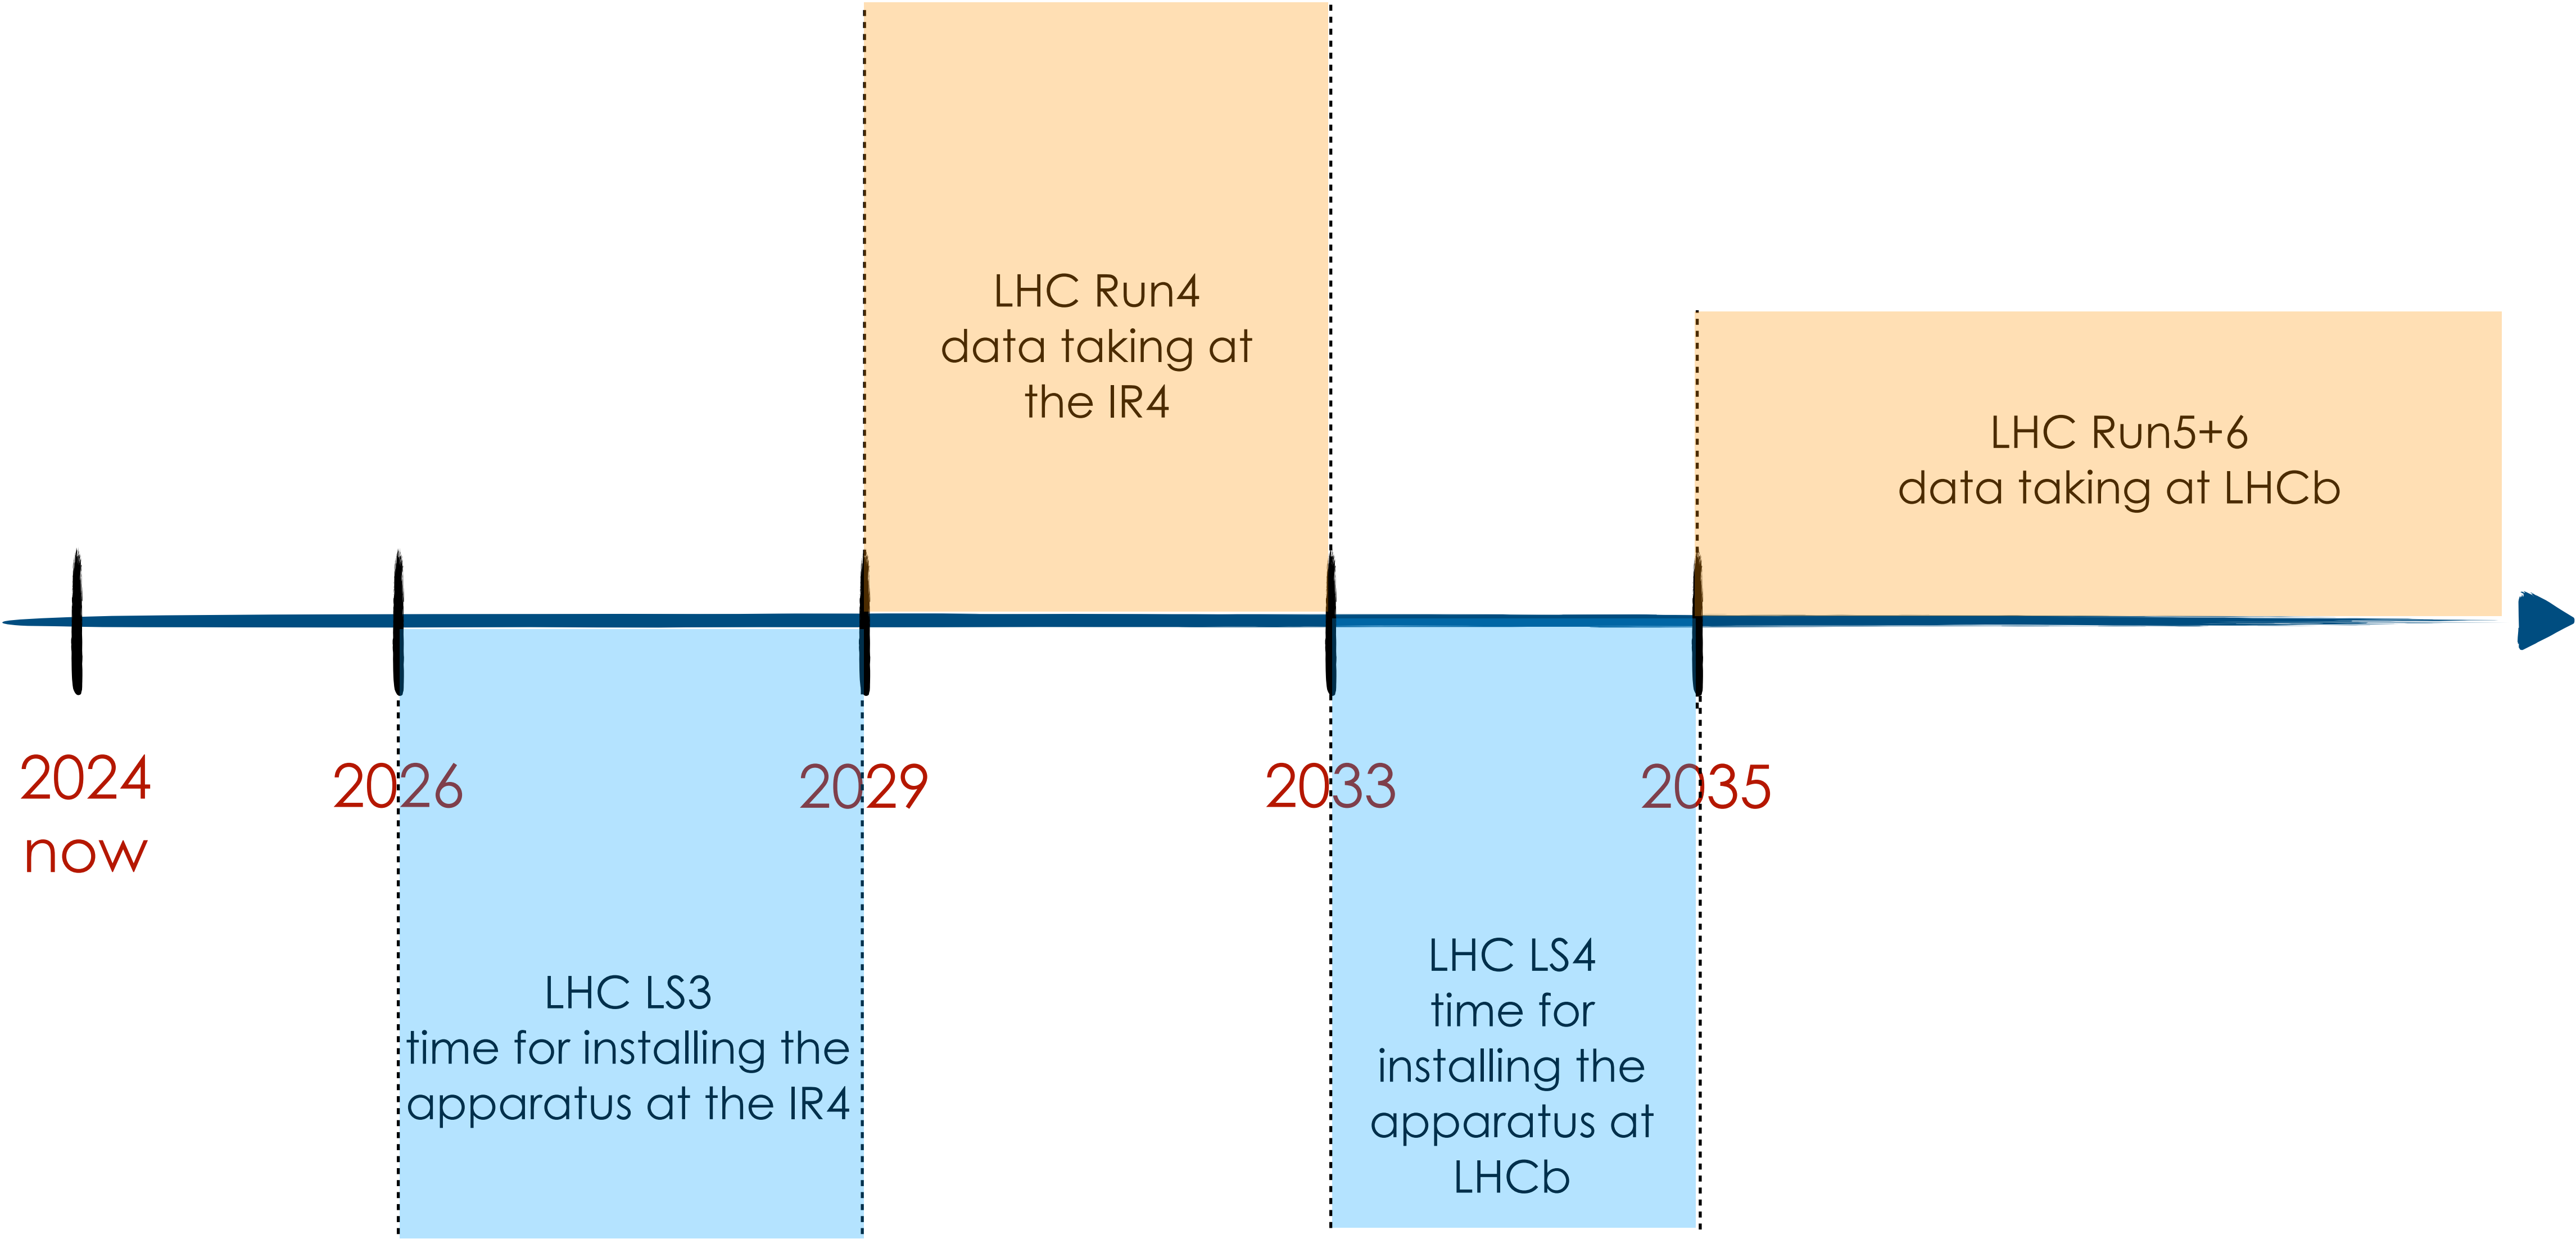 LHC Run4
data taking at
the IR4
LHC Run5+6
data taking at LHCb
2024
now
2026
2029
2033
2035
LHC LS3
time for installing the
apparatus at the IR4
LHC LS4
time for
installing the
apparatus at
LHCb